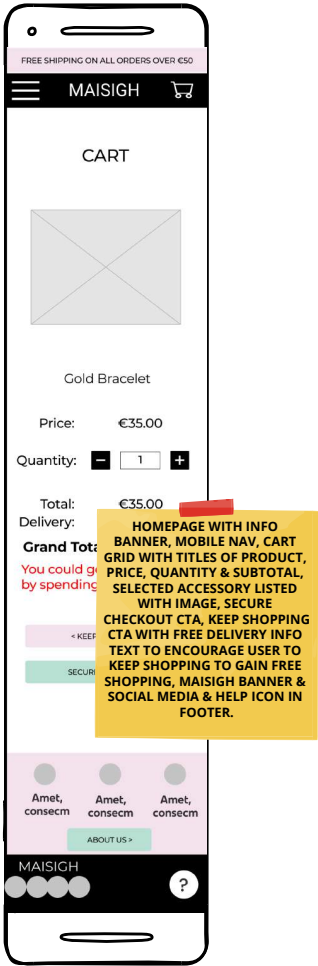 FREE SHIPPING ON ALL ORDERS OVER €50
MAISIGH
CART
Gold Bracelet
Price: €35.00
Quantity: − 1 +
Total: €35.00
Delivery:
Grand Tota
You could g
by spending
< KEEP
SECUR
HOMEPAGE WITH INFO
BANNER, MOBILE NAV, CART
GRID WITH TITLES OF PRODUCT,
PRICE, QUANTITY & SUBTOTAL,
SELECTED ACCESSORY LISTED
WITH IMAGE, SECURE
CHECKOUT CTA, KEEP SHOPPING
CTA WITH FREE DELIVERY INFO
TEXT TO ENCOURAGE USER TO
KEEP SHOPPING TO GAIN FREE
SHOPPING, MAISIGH BANNER &
SOCIAL MEDIA & HELP ICON IN
FOOTER.
Amet, Amet, Amet,
consecm consecm consecm
ABOUT US >
MAISIGH
?